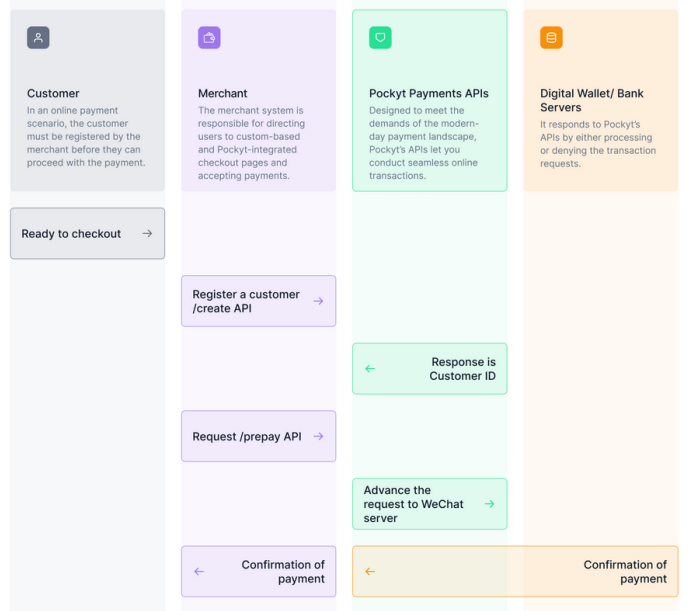 Customer
In an online payment
scenario, the customer
must be registered by the
merchant before they can
proceed with the payment.
Merchant
The merchant system is
responsible for directing
users to custom-based
and Pockyt-integrated
checkout pages and
accepting payments.
Pockyt Payments APIs
Designed to meet the
demands of the modern-
day payment landscape,
Pockyt's APIs let you
conduct seamless online
transactions.
Digital Wallet/ Bank
Servers
It responds to Pockyt's
APIs by either processing
or denying the transaction
requests.
Ready to checkout
Register a customer
/create API
Response is
Customer ID
Request /prepay API
Advance the
request to WeChat
server
Confirmation of
payment
Confirmation of
payment